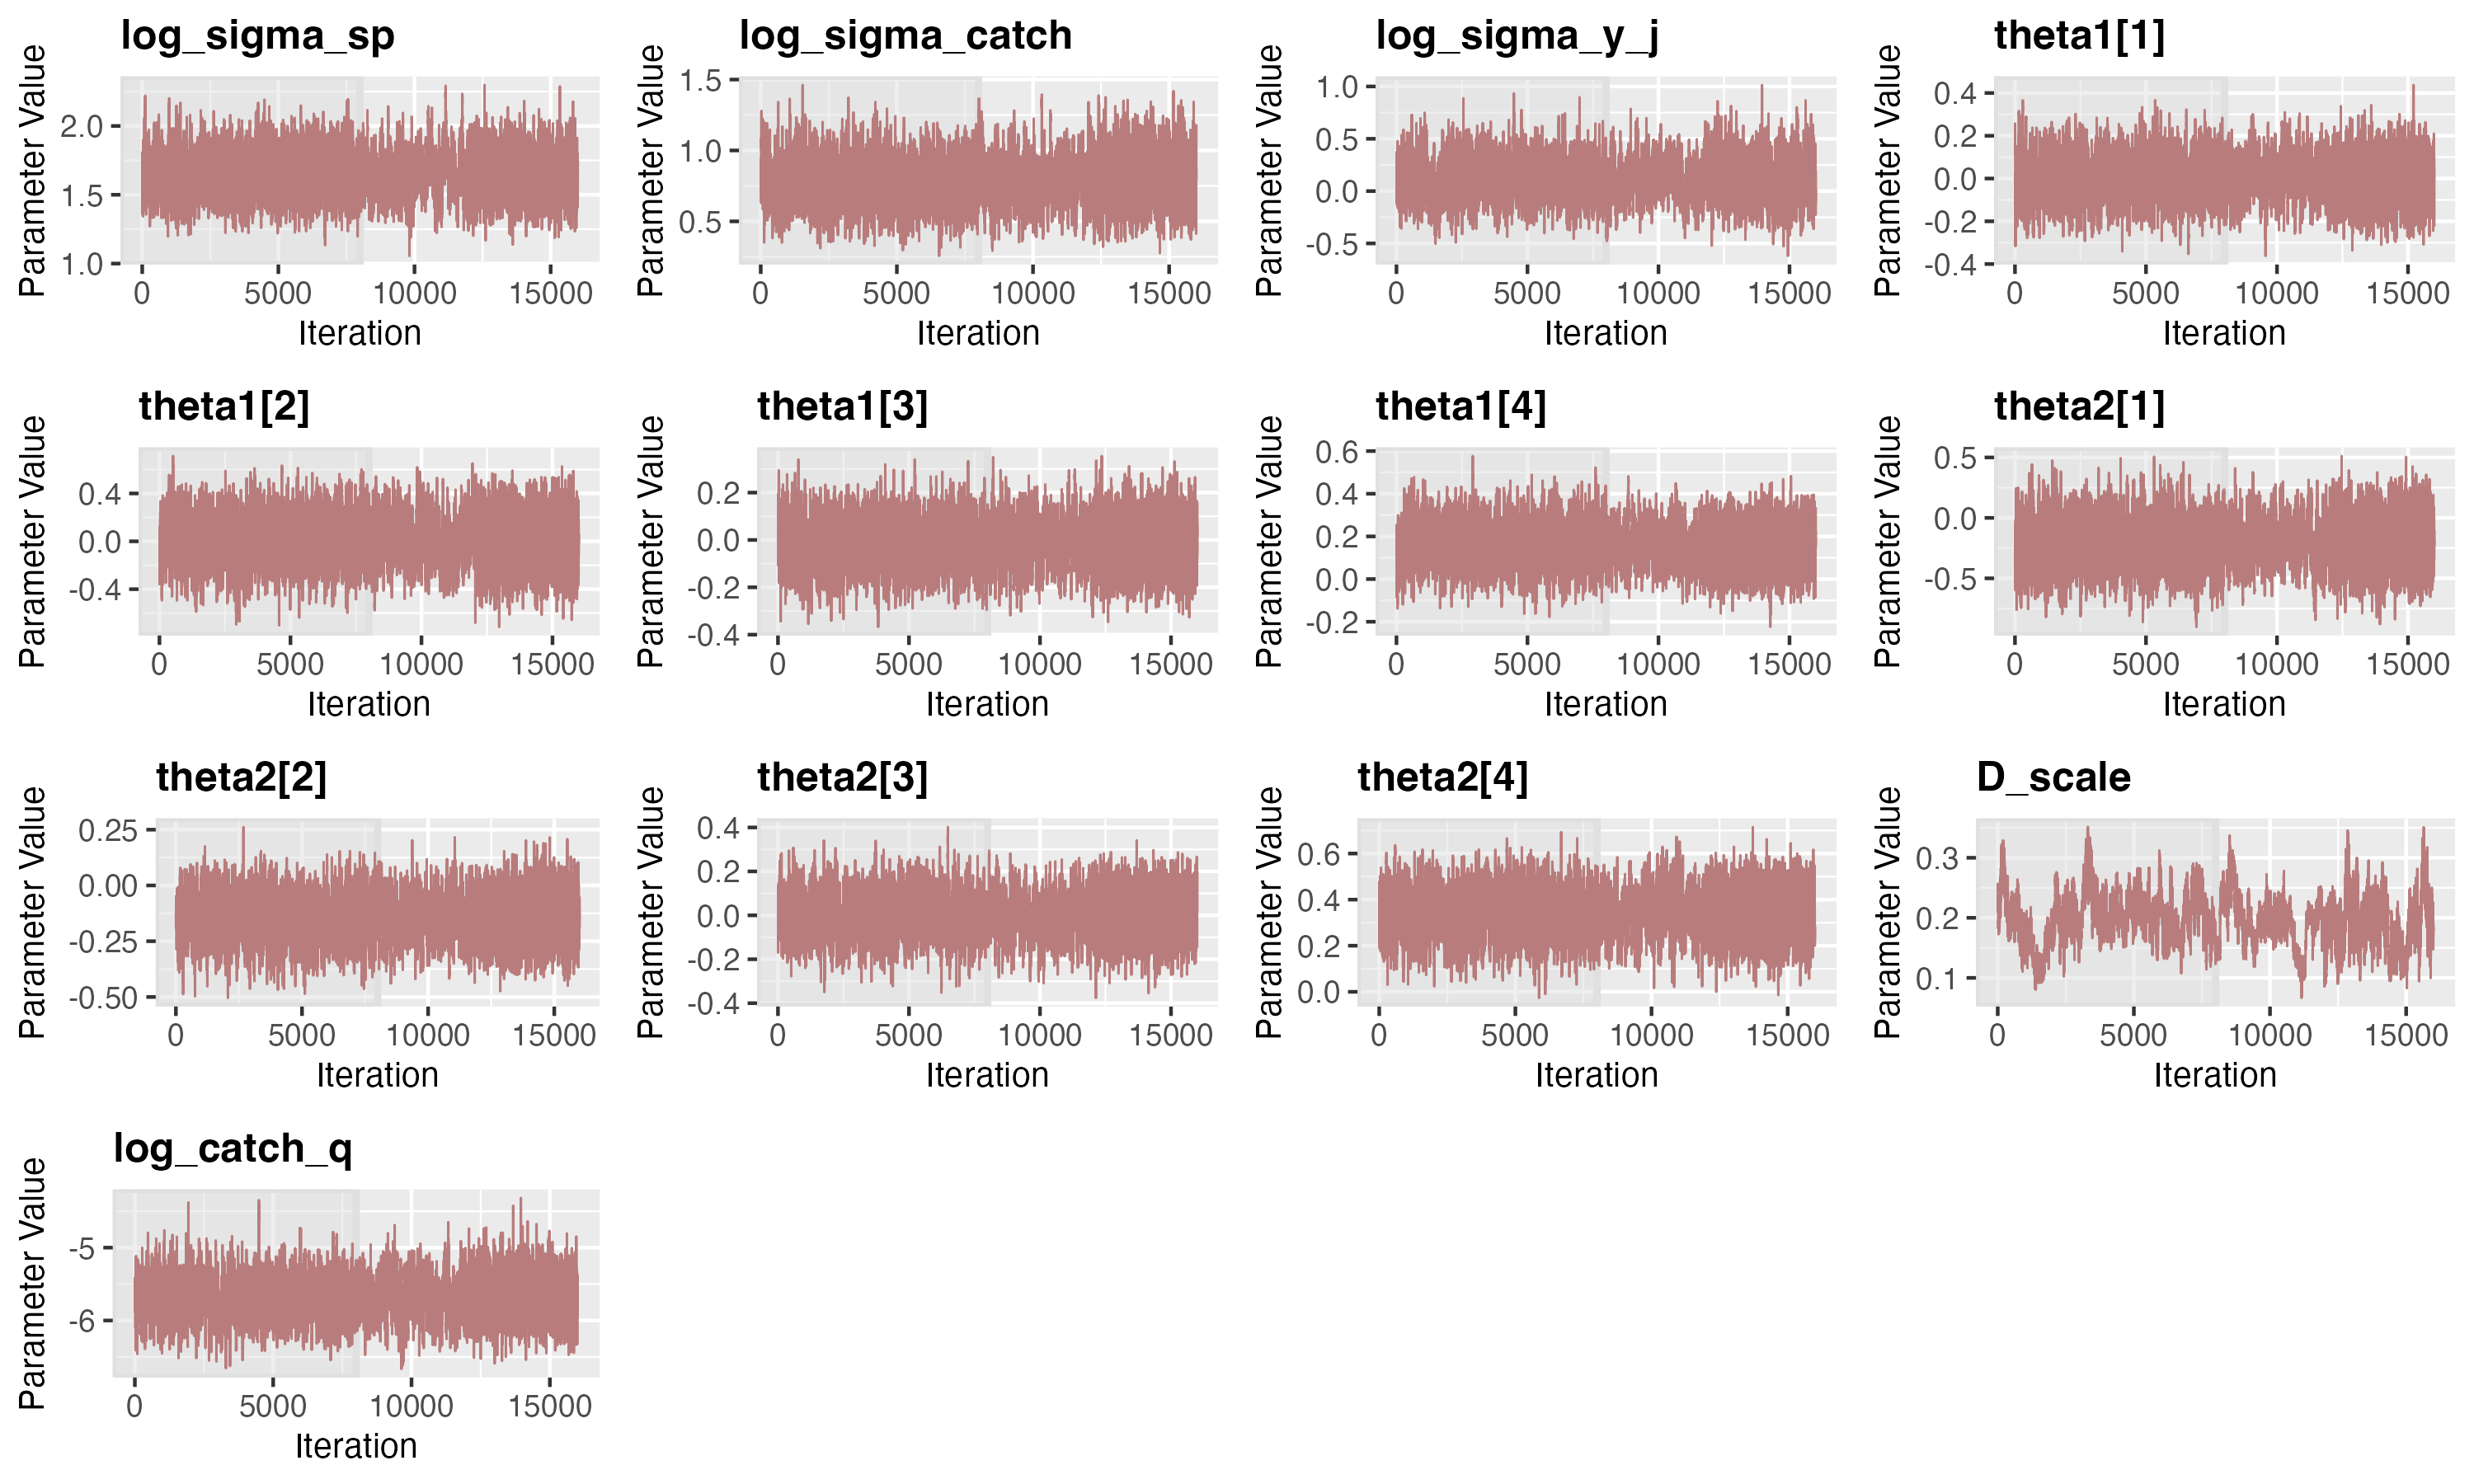 log_sigma_sp
Parameter Value
2.0
1.5
1.0
0 5000 10000 15000
Iteration
log_sigma_catch
Parameter Value
1.5
1.0
0.5
0 5000 10000 15000
Iteration
log_sigma_y_j
Parameter Value
1.0
0.5
0.0
-0.5
0 5000 10000 15000
Iteration
theta1[1]
Parameter Value
0.4
0.2
0.0
-0.2
-0.4
0 5000 10000 15000
Iteration
theta1[2]
Parameter Value
0.4
0.0
-0.4
0 5000 10000 15000
Iteration
theta1[3]
Parameter Value
0.2
0.0
-0.2
-0.4
0 5000 10000 15000
Iteration
theta1[4]
Parameter Value
0.6
0.4
0.2
0.0
-0.2
0 5000 10000 15000
Iteration
theta2[1]
Parameter Value
0.5
0.0
-0.5
0 5000 10000 15000
Iteration
theta2[2]
Parameter Value
0.25
0.00
-0.25
-0.50
0 5000 10000 15000
Iteration
theta2[3]
Parameter Value
0.4
0.2
0.0
-0.2
-0.4
0 5000 10000 15000
Iteration
theta2[4]
Parameter Value
0.6
0.4
0.2
0.0
0 5000 10000 15000
Iteration
D_scale
Parameter Value
0.3
0.2
0.1
0 5000 10000 15000
Iteration
log_catch_q
Parameter Value
-5
-6
0 5000 10000 15000
Iteration